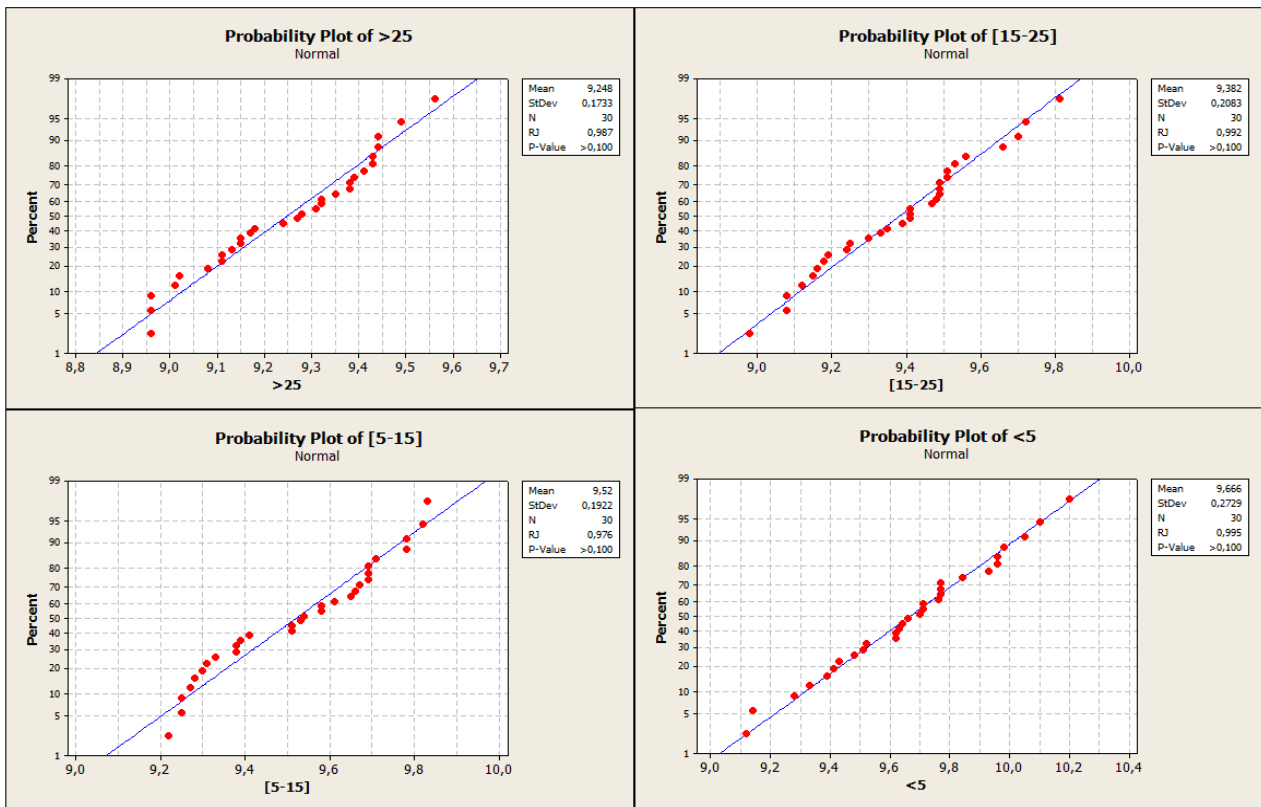 Probability Plot of >25
Normal
99
95
90
80
70
60
50
40
30
20
10
5
1
Percent
8,8 8,9 9,0 9,1 9,2 9,3 9,4 9,5 9,6 9,7
>25
Mean 9,248
StDev 0,1733
N 30
RJ 0,987
P-Value >0,100
Probability Plot of [15-25]
Normal
99
95
90
80
70
60
50
40
30
20
10
5
1
Percent
9,0 9,2 9,4 9,6 9,8 10,0
[15-25]
Mean 9,382
StDev 0,2083
N 30
RJ 0,992
P-Value >0,100
Probability Plot of [5-15]
Normal
99
95
90
80
70
60
50
40
30
20
10
5
1
Percent
9,0 9,2 9,4 9,6 9,8 10,0
[5-15]
Mean 9,52
StDev 0,1922
N 30
RJ 0,976
P-Value >0,100
Probability Plot of <5
Normal
99
95
90
80
70
60
50
40
30
20
10
5
1
Percent
9,0 9,2 9,4 9,6 9,8 10,0 10,2 10,4
<5
Mean 9,666
StDev 0,2729
N 30
RJ 0,995
P-Value >0,100